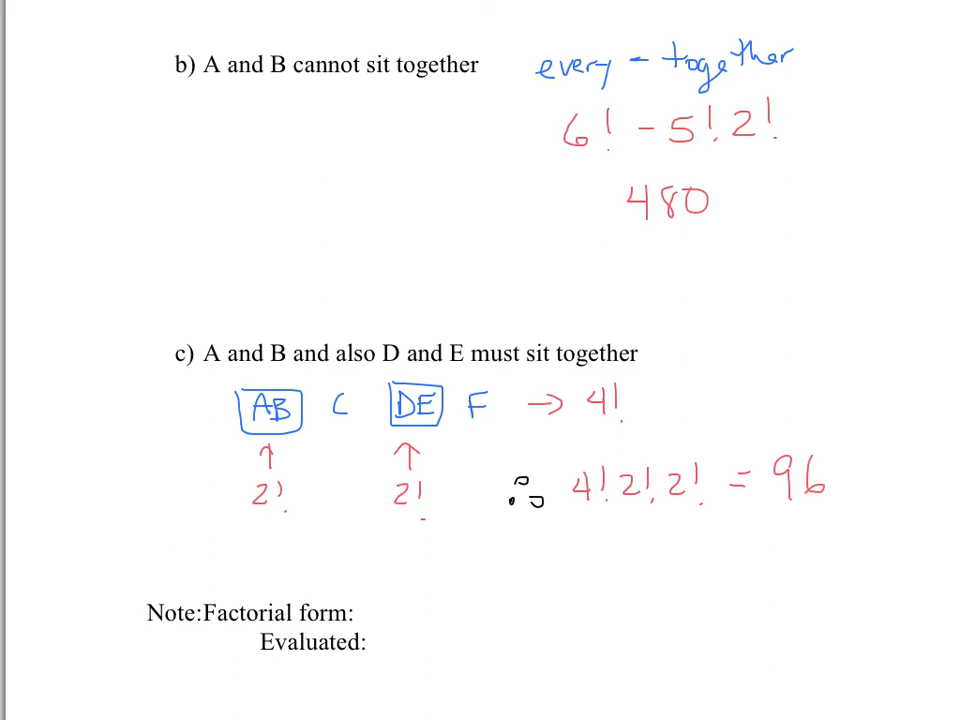 b) A and B cannot sit together
every - together
6! - 5! 2!
480
c) A and B and also D and E must sit together
AB C DE F → 4!
↑ ↑
2! 2! ∴ 4! 2! 2! = 96
Note:Factorial form:
Evaluated: